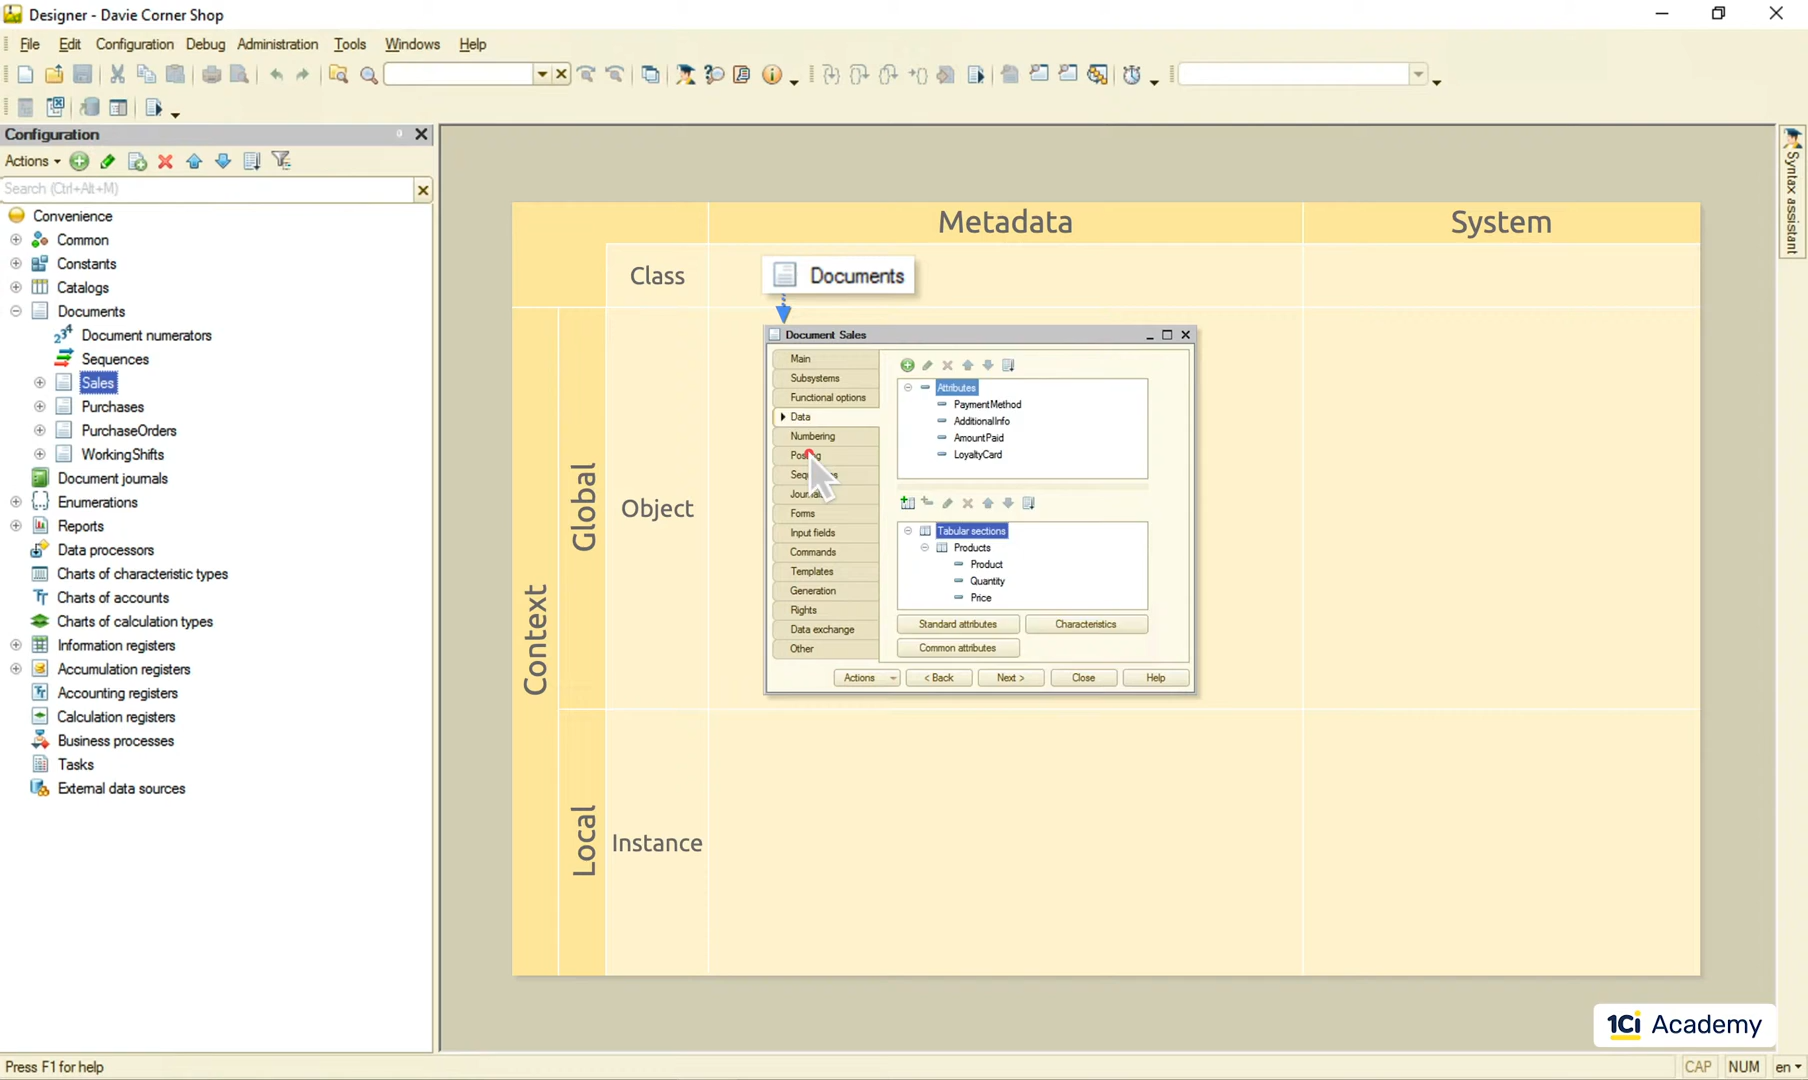 Designer - Davie Corner Shop
File Edit Configuration Debug Administration Tools Windows Help
Configuration
Actions
Search (Ctrl+Alt+M)
Convenience
Common
Constants
Catalogs
Documents
Document numerators
Sequences
Sales
Purchases
PurchaseOrders
WorkingShifts
Document journals
Enumerations
Reports
Data processors
Charts of characteristic types
Charts of accounts
Charts of calculation types
Information registers
Accumulation registers
Accounting registers
Calculation registers
Business processes
Tasks
External data sources
Metadata System
Class
Documents
Context
Global
Object
Local
Instance
Document Sales
Main
Subsystems
Functional options
Data
Numbering
Forms
Input fields
Commands
Templates
Generation
Rights
Data exchange
Other
Attributes
PaymentMethod
AdditionalInfo
AmountPaid
LoyaltyCard
Tabular sections
Products
Product
Quantity
Price
Standard attributes Characteristics
Common attributes
Actions < Back Next > Close Help
Syntax assistant
1Ci Academy
Press F1 for help
CAP NUM en